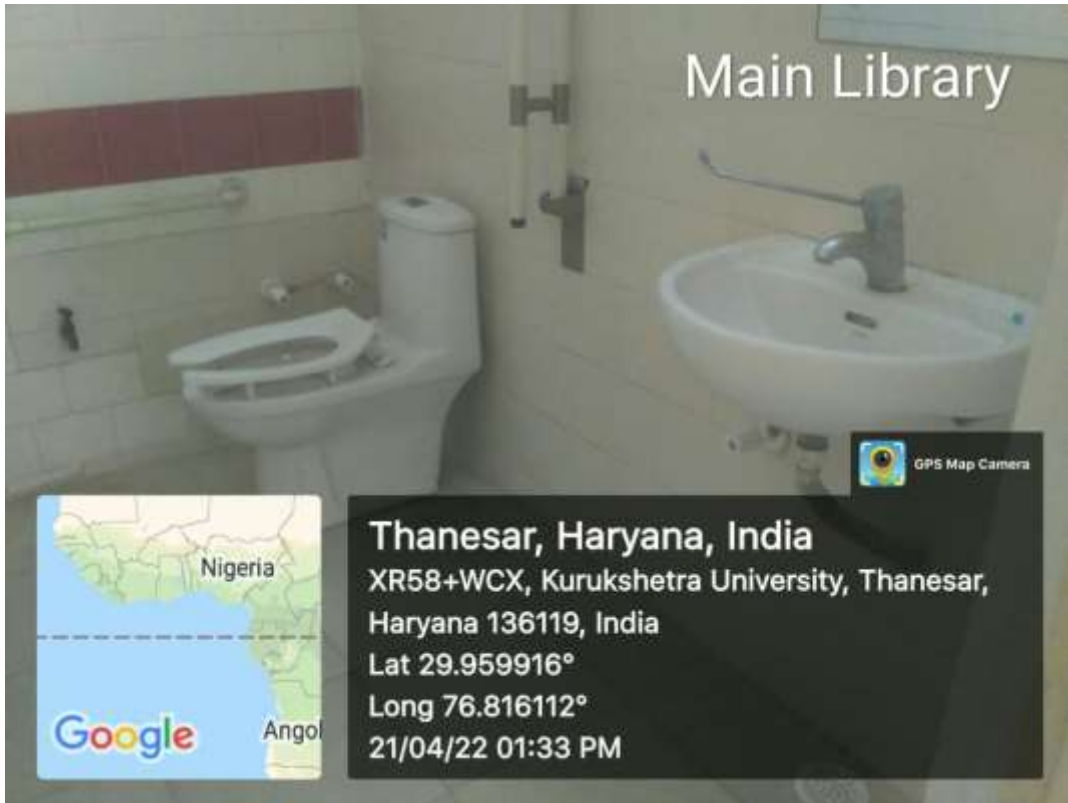 Main Library
GPS Map Camera
Thanesar, Haryana, India
XR58+WCX, Kurukshetra University, Thanesar,
Haryana 136119, India
Lat 29.959916°
Long 76.816112°
21/04/22 01:33 PM
Nigeria
Angol
Google